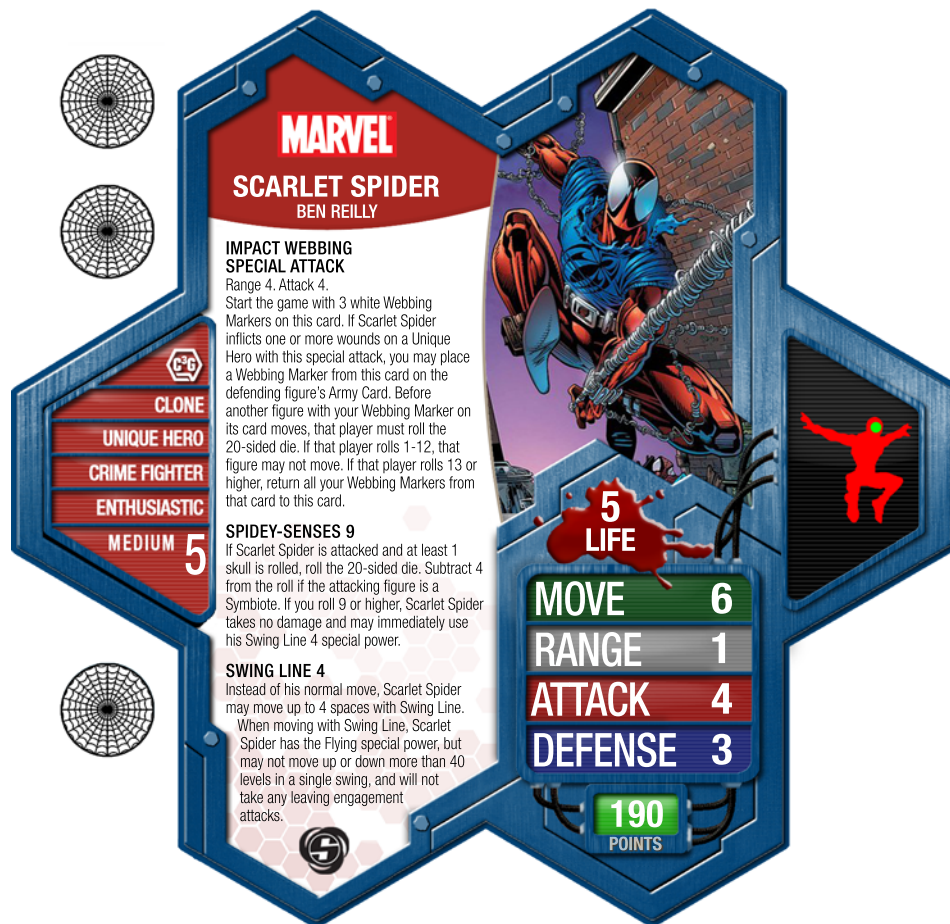 MARVEL
SCARLET SPIDER
BEN REILLY
IMPACT WEBBING
SPECIAL ATTACK
Range 4. Attack 4.
Start the game with 3 white Webbing
Markers on this card. If Scarlet Spider
inflicts one or more wounds on a Unique
Hero with this special attack, you may place
a Webbing Marker from this card on the
defending figure's Army Card. Before
another figure with your Webbing Marker on
its card moves, that player must roll the
20-sided die. If that player rolls 1-12, that
figure may not move. If that player rolls 13 or
higher, return all your Webbing Markers from
that card to this card.
SPIDEY-SENSES 9
If Scarlet Spider is attacked and at least 1
skull is rolled, roll the 20-sided die. Subtract 4
from the roll if the attacking figure is a
Symbiote. If you roll 9 or higher, Scarlet Spider
takes no damage and may immediately use
his Swing Line 4 special power.
SWING LINE 4
Instead of his normal move, Scarlet Spider
may move up to 4 spaces with Swing Line.
When moving with Swing Line, Scarlet
Spider has the Flying special power, but
may not move up or down more than 40
levels in a single swing, and will not
take any leaving engagement
attacks.
C3G
CLONE
UNIQUE HERO
CRIME FIGHTER
ENTHUSIASTIC
MEDIUM 5
5
LIFE
MOVE 6
RANGE 1
ATTACK 4
DEFENSE 3
190
POINTS